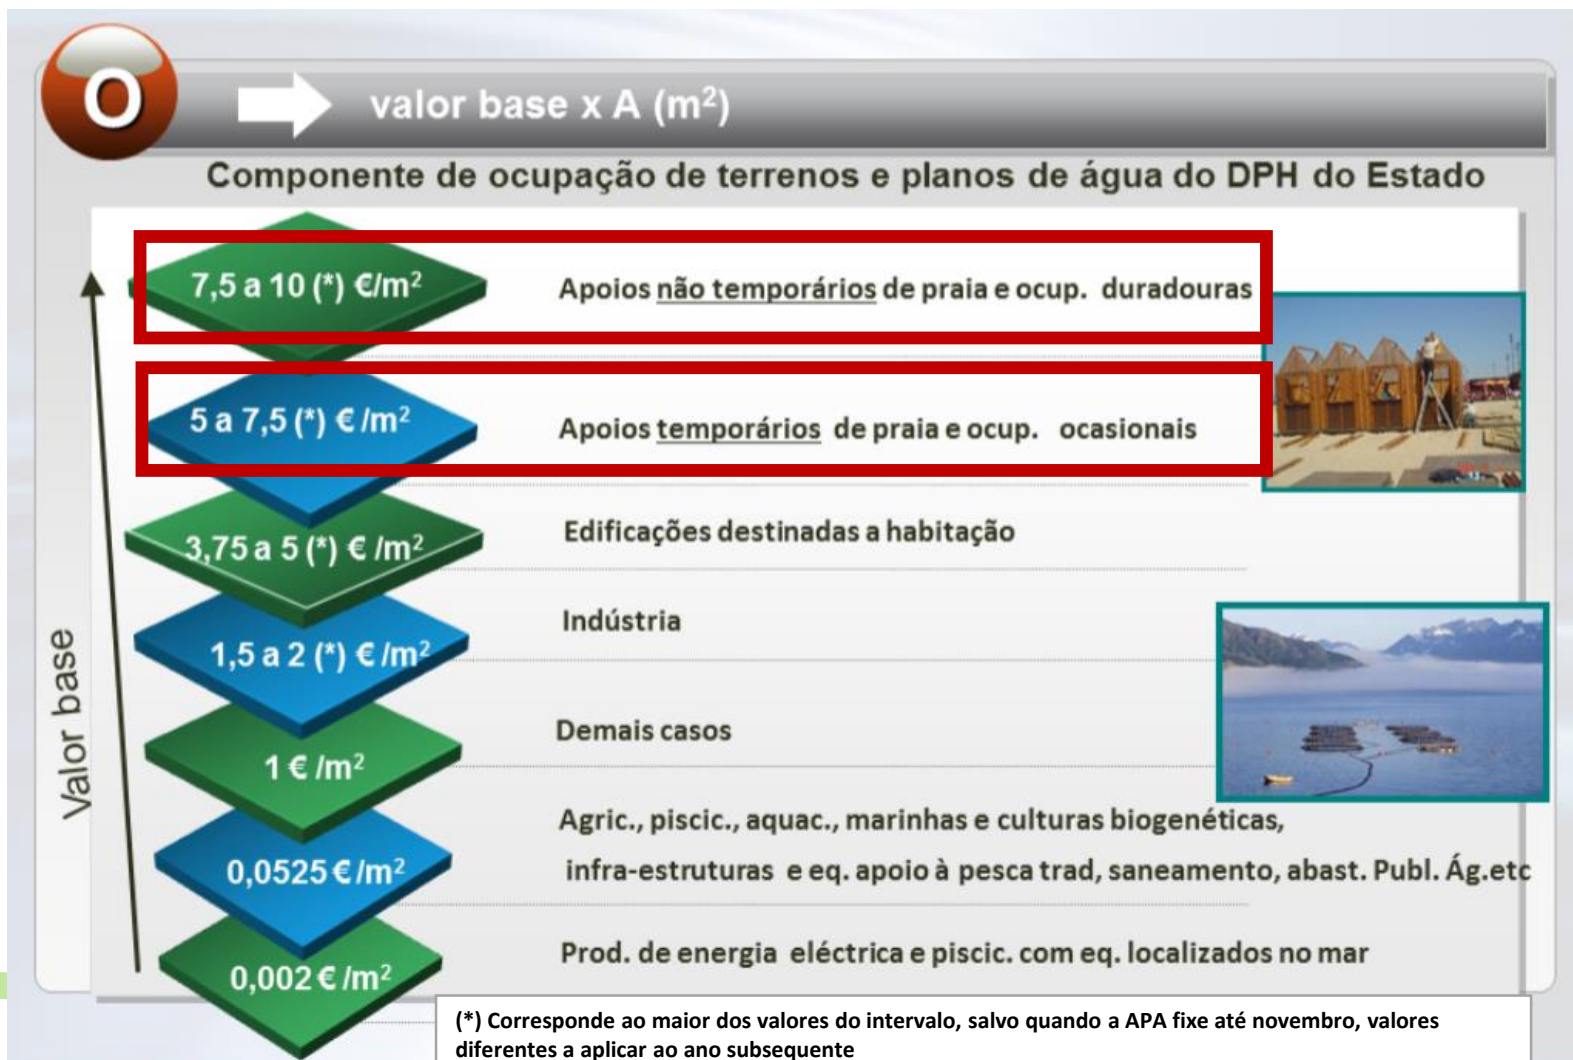 O
valor base x A (m²)
Componente de ocupação de terrenos e planos de água do DPH do Estado
7,5 a 10 (*) €/m²
Apoios não temporários de praia e ocup. duradouras
5 a 7,5 (*) € /m²
Apoios temporários de praia e ocup. ocasionais
3,75 a 5 (*) € /m²
Edificações destinadas a habitação
1,5 a 2 (*) € /m²
Indústria
1 € /m²
Demais casos
0,0525 € /m²
Agric., piscic., aquac., marinhas e culturas biogenéticas,
infra-estruturas e eq. apoio à pesca trad, saneamento, abast. Publ. Ág.etc
0,002 € /m²
Prod. de energia eléctrica e piscic. com eq. localizados no mar
Valor base
(*) Corresponde ao maior dos valores do intervalo, salvo quando a APA fixe até novembro, valores
diferentes a aplicar ao ano subsequente